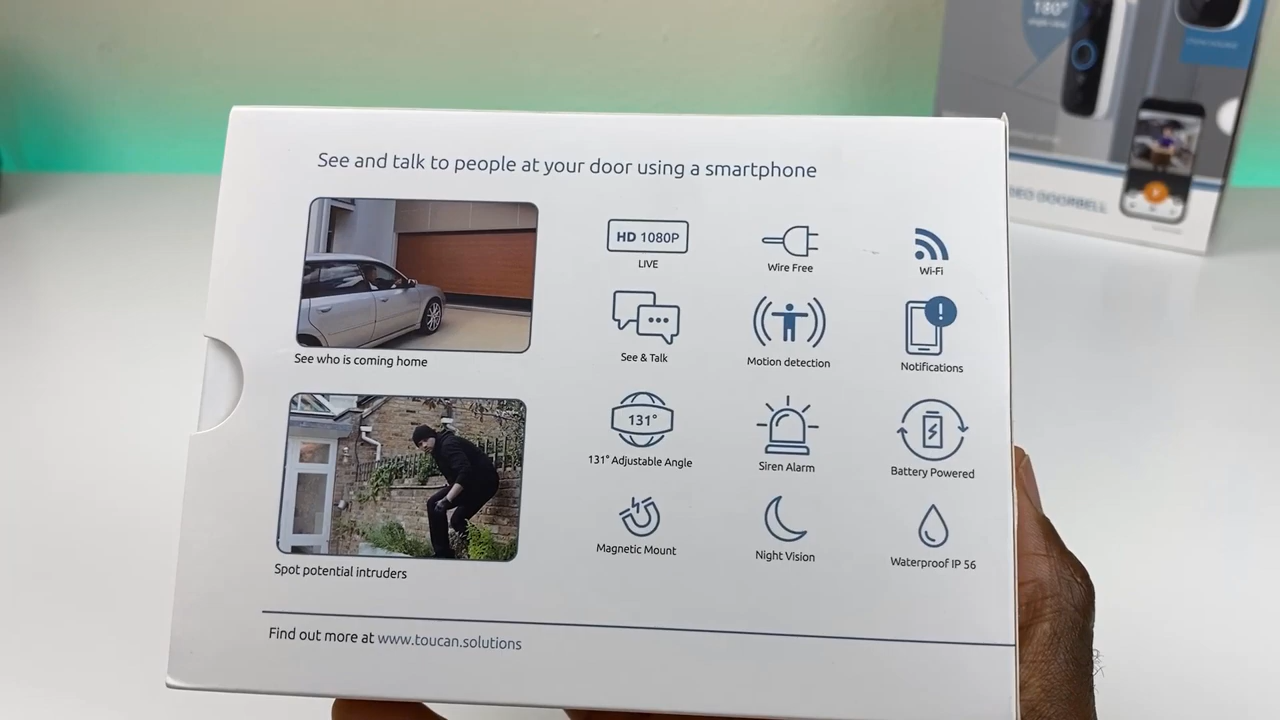 180°
See and talk to people at your door using a smartphone
HD 1080P
LIVE
Wire Free
Wi-Fi
See & Talk
Motion detection
Notifications
See who is coming home
131°
131° Adjustable Angle
Siren Alarm
Battery Powered
Magnetic Mount
Night Vision
Waterproof IP 56
Spot potential intruders
Find out more at www.toucan.solutions
DOORBELL